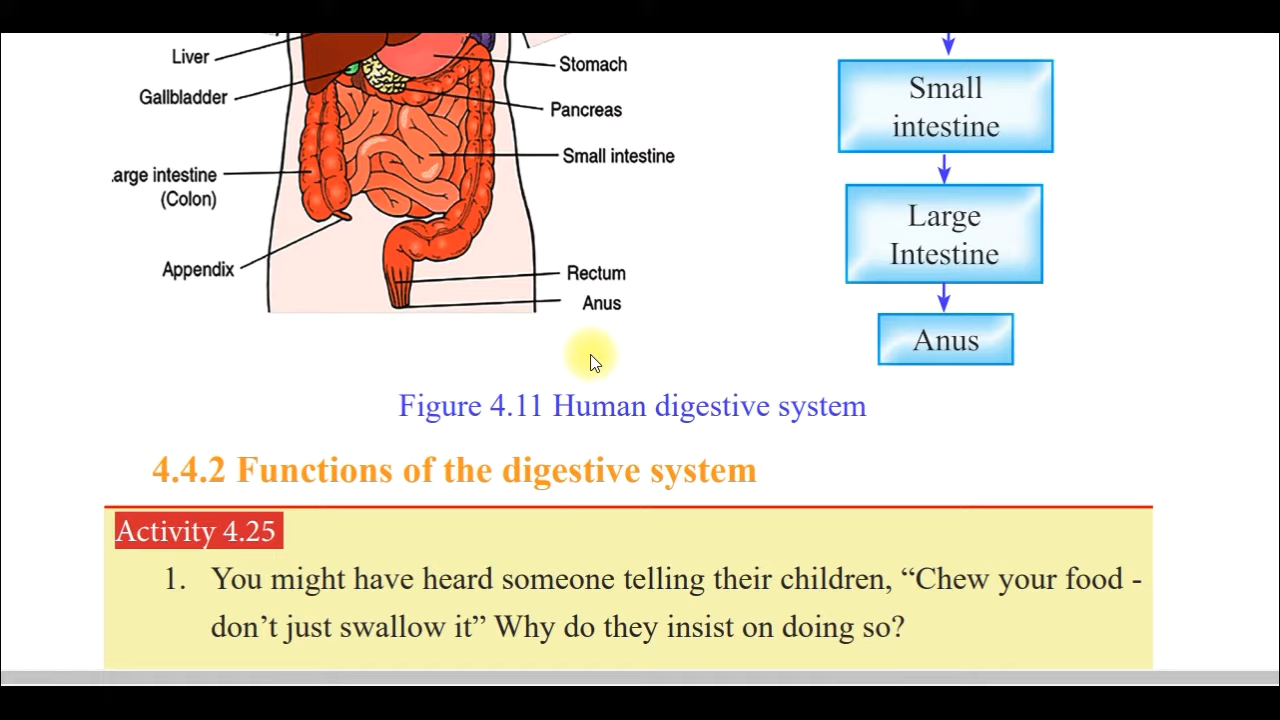 Liver
Stomach
Gallbladder
Pancreas
Small intestine
arge intestine
(Colon)
Appendix
Rectum
Anus
Small
intestine
Large
Intestine
Anus
Figure 4.11 Human digestive system
4.4.2 Functions of the digestive system
Activity 4.25
1. You might have heard someone telling their children, “Chew your food -
don’t just swallow it” Why do they insist on doing so?